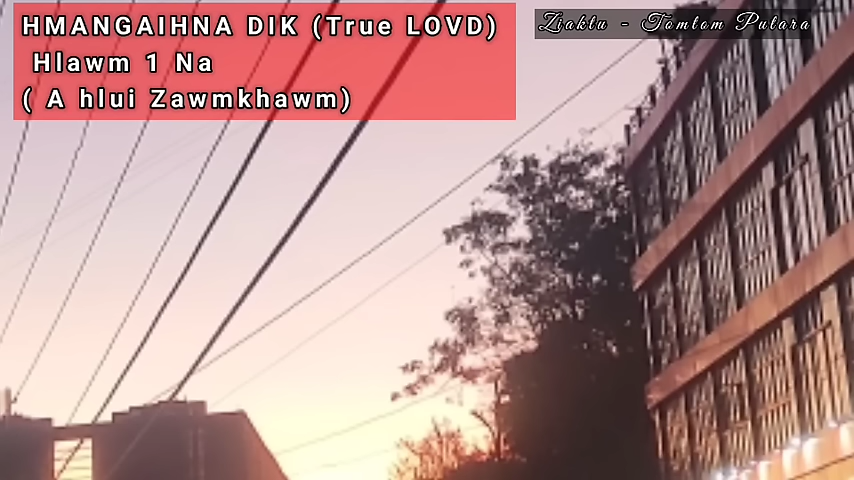 HMANGAIHNA DIK (True LOVD)
Hlawm 1 Na
( A hlui Zawmkhawm)
Ziaktu - Tomtom Putara